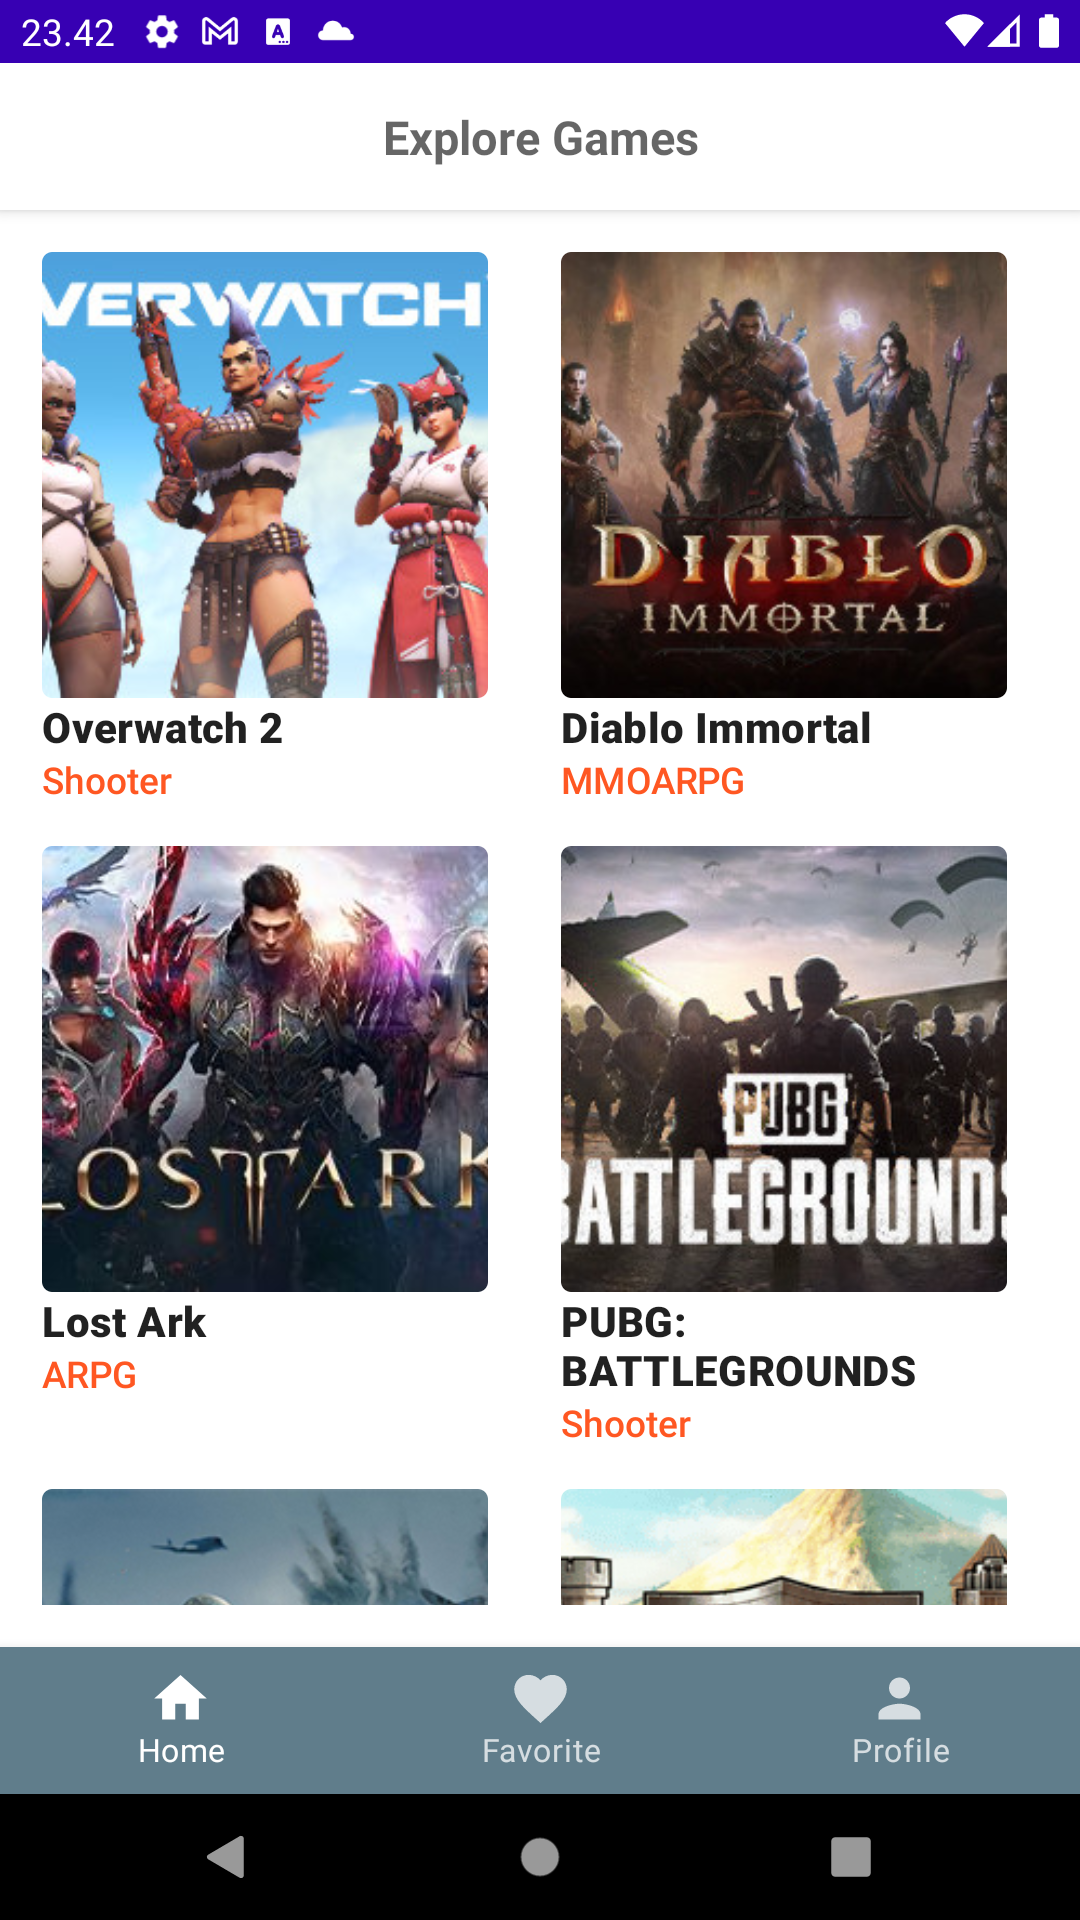 23.42
Explore Games
VERWATCH
DIABLO
IMMORTAL
Overwatch 2
Diablo Immortal
Shooter
MMOARPG
LOST ARK
PUBG
BATTLEGROUNDS
Lost Ark
PUBG:
BATTLEGROUNDS
ARPG
Shooter
Home
Favorite
Profile